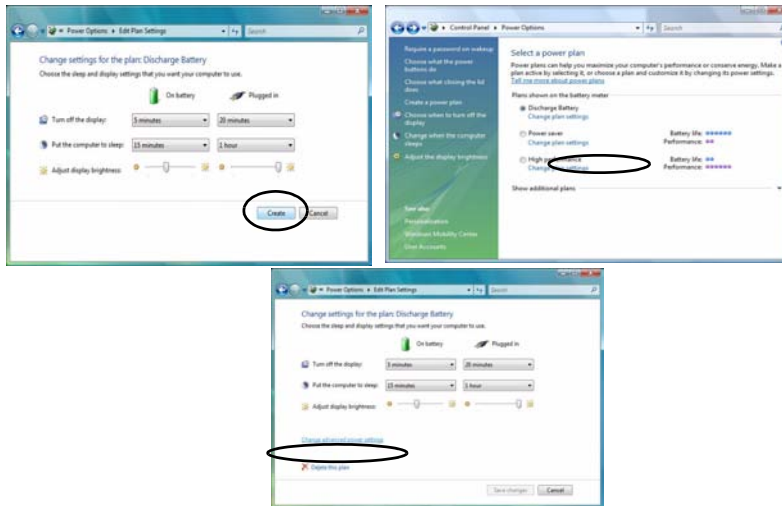 Power Options ▸ Edit Plan Settings
Search
Change settings for the plan: Discharge Battery
Choose the sleep and display settings that you want your computer to use.
On battery Plugged in
Turn off the display: 5 minutes 20 minutes
Put the computer to sleep: 15 minutes 1 hour
Adjust display brightness:
Create Cancel
Control Panel ▸ Power Options
Search
Require a password on wakeup
Choose what the power
buttons do
Choose what closing the lid
does
Create a power plan
Choose when to turn off the
display
Change when the computer
sleeps
Adjust the display brightness
See also
Personalization
Windows Mobility Center
User Accounts
Select a power plan
Power plans can help you maximize your computer's performance or conserve energy. Make a
plan active by selecting it, or choose a plan and customize it by changing its power settings.
Tell me more about power plans
Plans shown on the battery meter
Discharge Battery
Change plan settings
Power saver Battery life:
Change plan settings Performance:
High performance Battery life:
Change plan settings Performance:
Show additional plans
Power Options ▸ Edit Plan Settings
Search
Change settings for the plan: Discharge Battery
Choose the sleep and display settings that you want your computer to use.
On battery Plugged in
Turn off the display: 5 minutes 20 minutes
Put the computer to sleep: 15 minutes 1 hour
Adjust display brightness:
Change advanced power settings
Delete this plan
Save changes Cancel